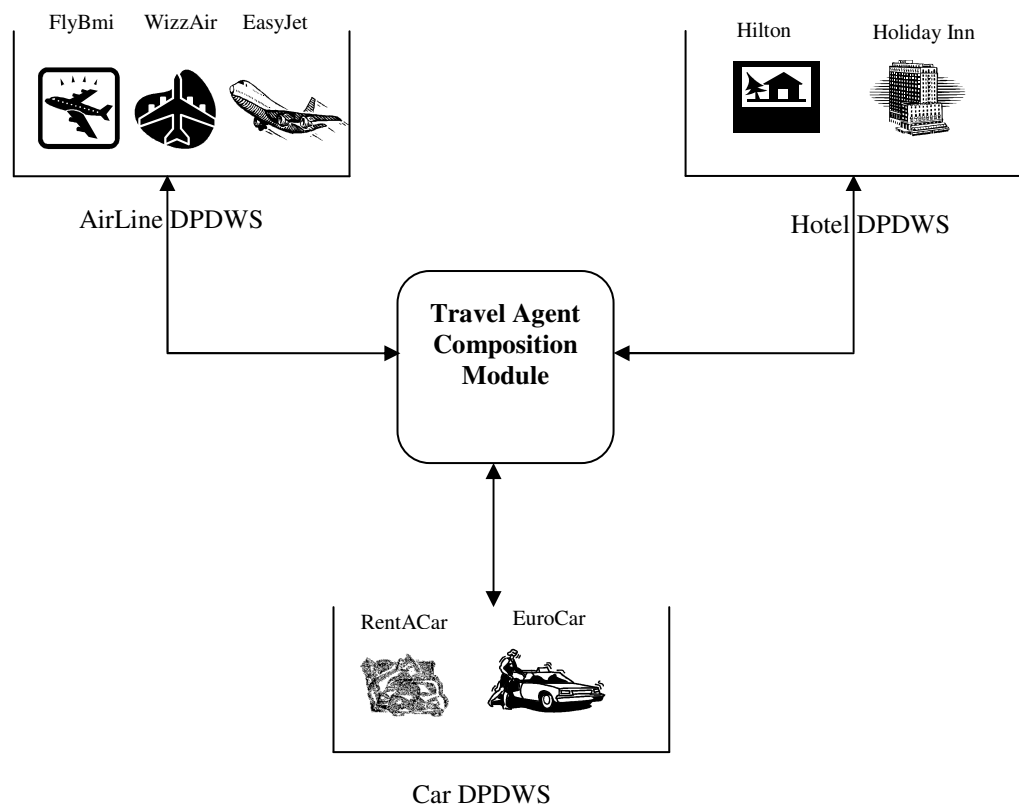 FlyBmi WizzAir EasyJet
Hilton Holiday Inn
AirLine DPDWS
Hotel DPDWS
Travel Agent
Composition
Module
RentACar EuroCar
Car DPDWS